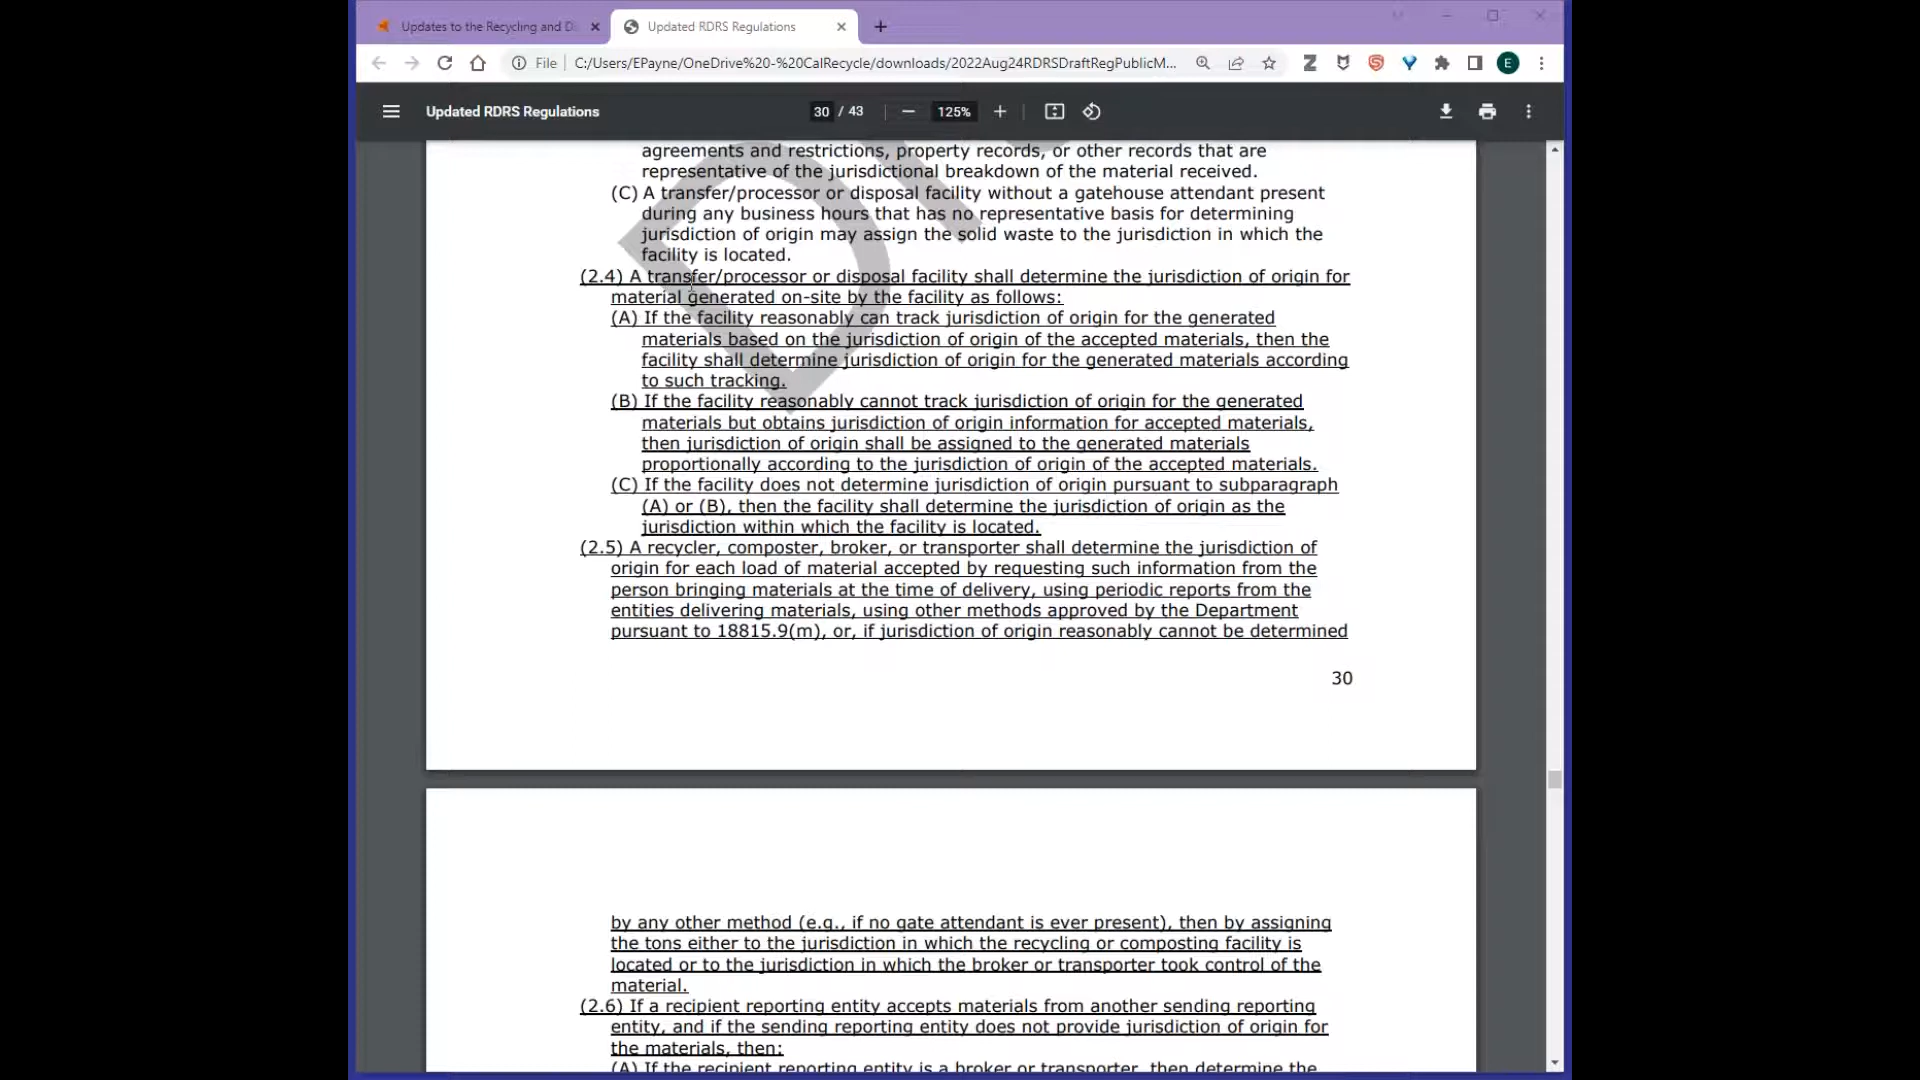 Updates to the Recycling and D
Updated RDRS Regulations
File
C:/Users/EPayne/OneDrive%20-%20CalRecycle/downloads/2022Aug24RDRSDraftRegPublicM...
E
Updated RDRS Regulations
30 / 43
125%
agreements and restrictions, property records, or other records that are
representative of the jurisdictional breakdown of the material received.
(C) A transfer/processor or disposal facility without a gatehouse attendant present
during any business hours that has no representative basis for determining
jurisdiction of origin may assign the solid waste to the jurisdiction in which the
facility is located.
(2.4) A transfer/processor or disposal facility shall determine the jurisdiction of origin for
material generated on-site by the facility as follows:
(A) If the facility reasonably can track jurisdiction of origin for the generated
materials based on the jurisdiction of origin of the accepted materials, then the
facility shall determine jurisdiction of origin for the generated materials according
to such tracking.
(B) If the facility reasonably cannot track jurisdiction of origin for the generated
materials but obtains jurisdiction of origin information for accepted materials,
then jurisdiction of origin shall be assigned to the generated materials
proportionally according to the jurisdiction of origin of the accepted materials.
(C) If the facility does not determine jurisdiction of origin pursuant to subparagraph
(A) or (B), then the facility shall determine the jurisdiction of origin as the
jurisdiction within which the facility is located.
(2.5) A recycler, composter, broker, or transporter shall determine the jurisdiction of
origin for each load of material accepted by requesting such information from the
person bringing materials at the time of delivery, using periodic reports from the
entities delivering materials, using other methods approved by the Department
pursuant to 18815.9(m), or, if jurisdiction of origin reasonably cannot be determined
30
by any other method (e.g., if no gate attendant is ever present), then by assigning
the tons either to the jurisdiction in which the recycling or composting facility is
located or to the jurisdiction in which the broker or transporter took control of the
material.
(2.6) If a recipient reporting entity accepts materials from another sending reporting
entity, and if the sending reporting entity does not provide jurisdiction of origin for
the materials, then:
(A) If the recipient reporting entity is a broker or transporter, then determine the